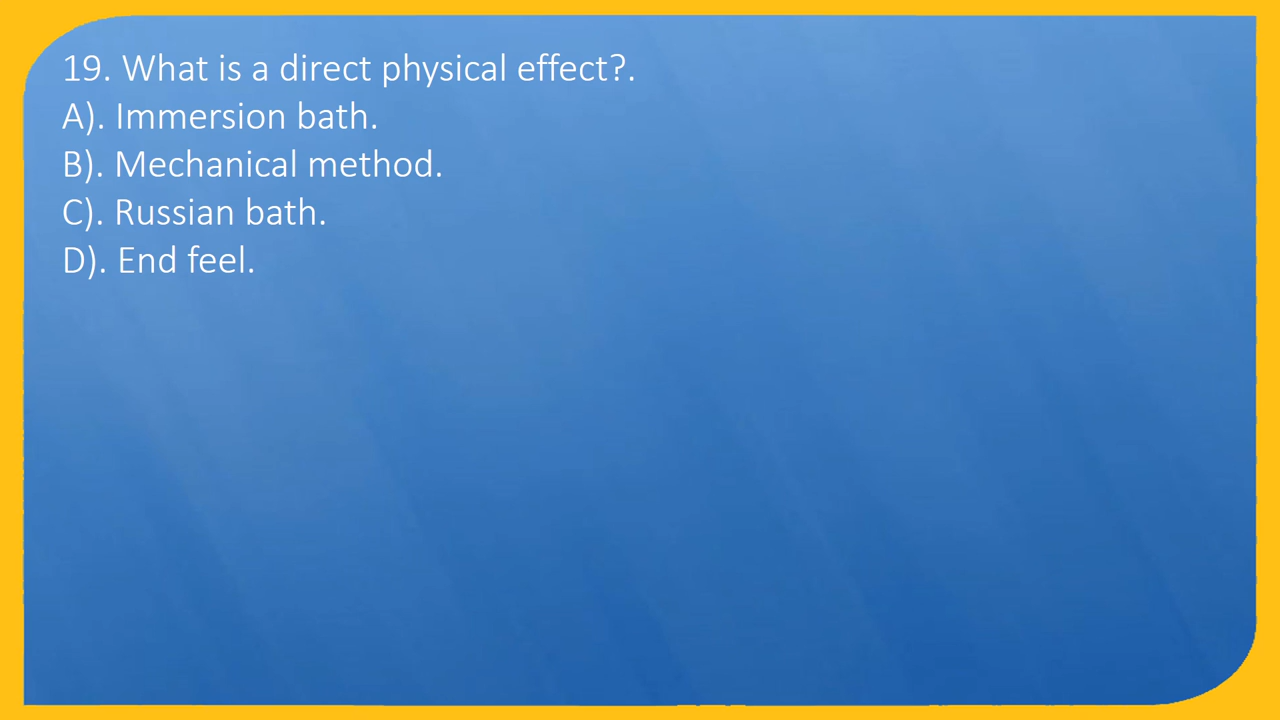 19. What is a direct physical effect?.
A). Immersion bath.
B). Mechanical method.
C). Russian bath.
D). End feel.